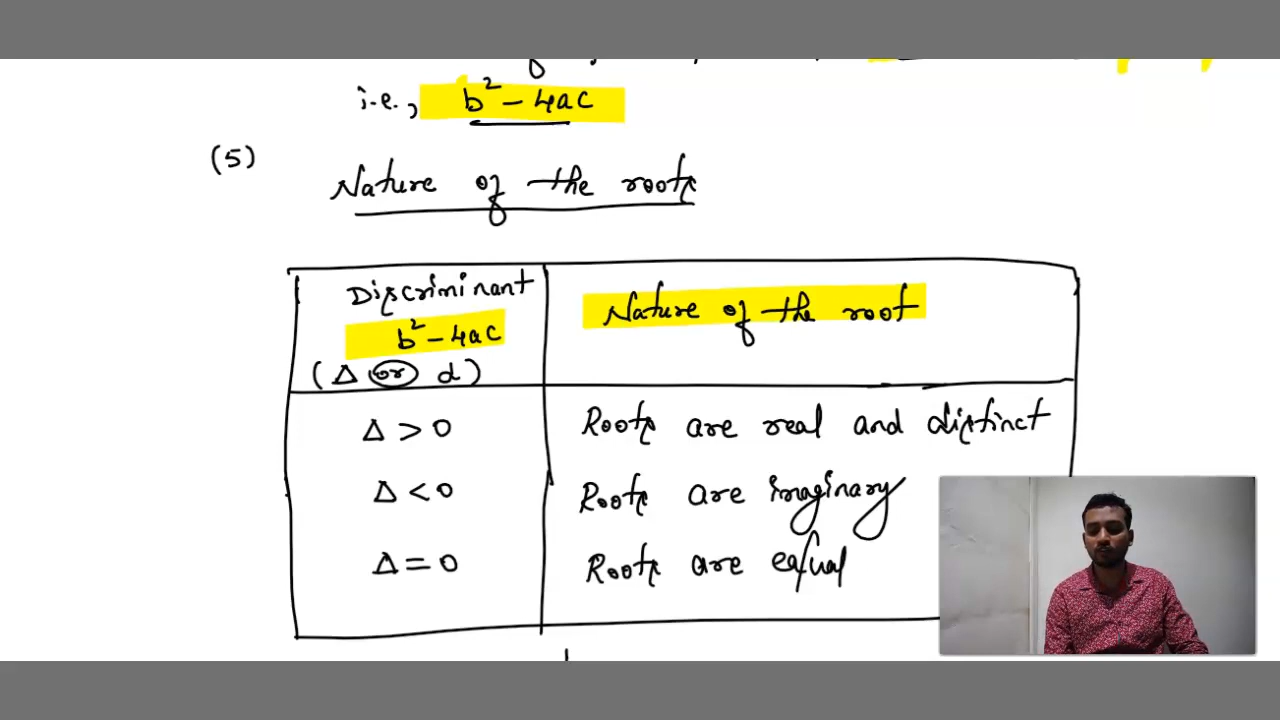 i.e., b² - 4ac
(5)
Nature of the roots
Discriminant
b² - 4ac
(Δ or d)
Nature of the root
Δ > 0
Roots are real and distinct
Δ < 0
Roots are imaginary
Δ = 0
Roots are equal